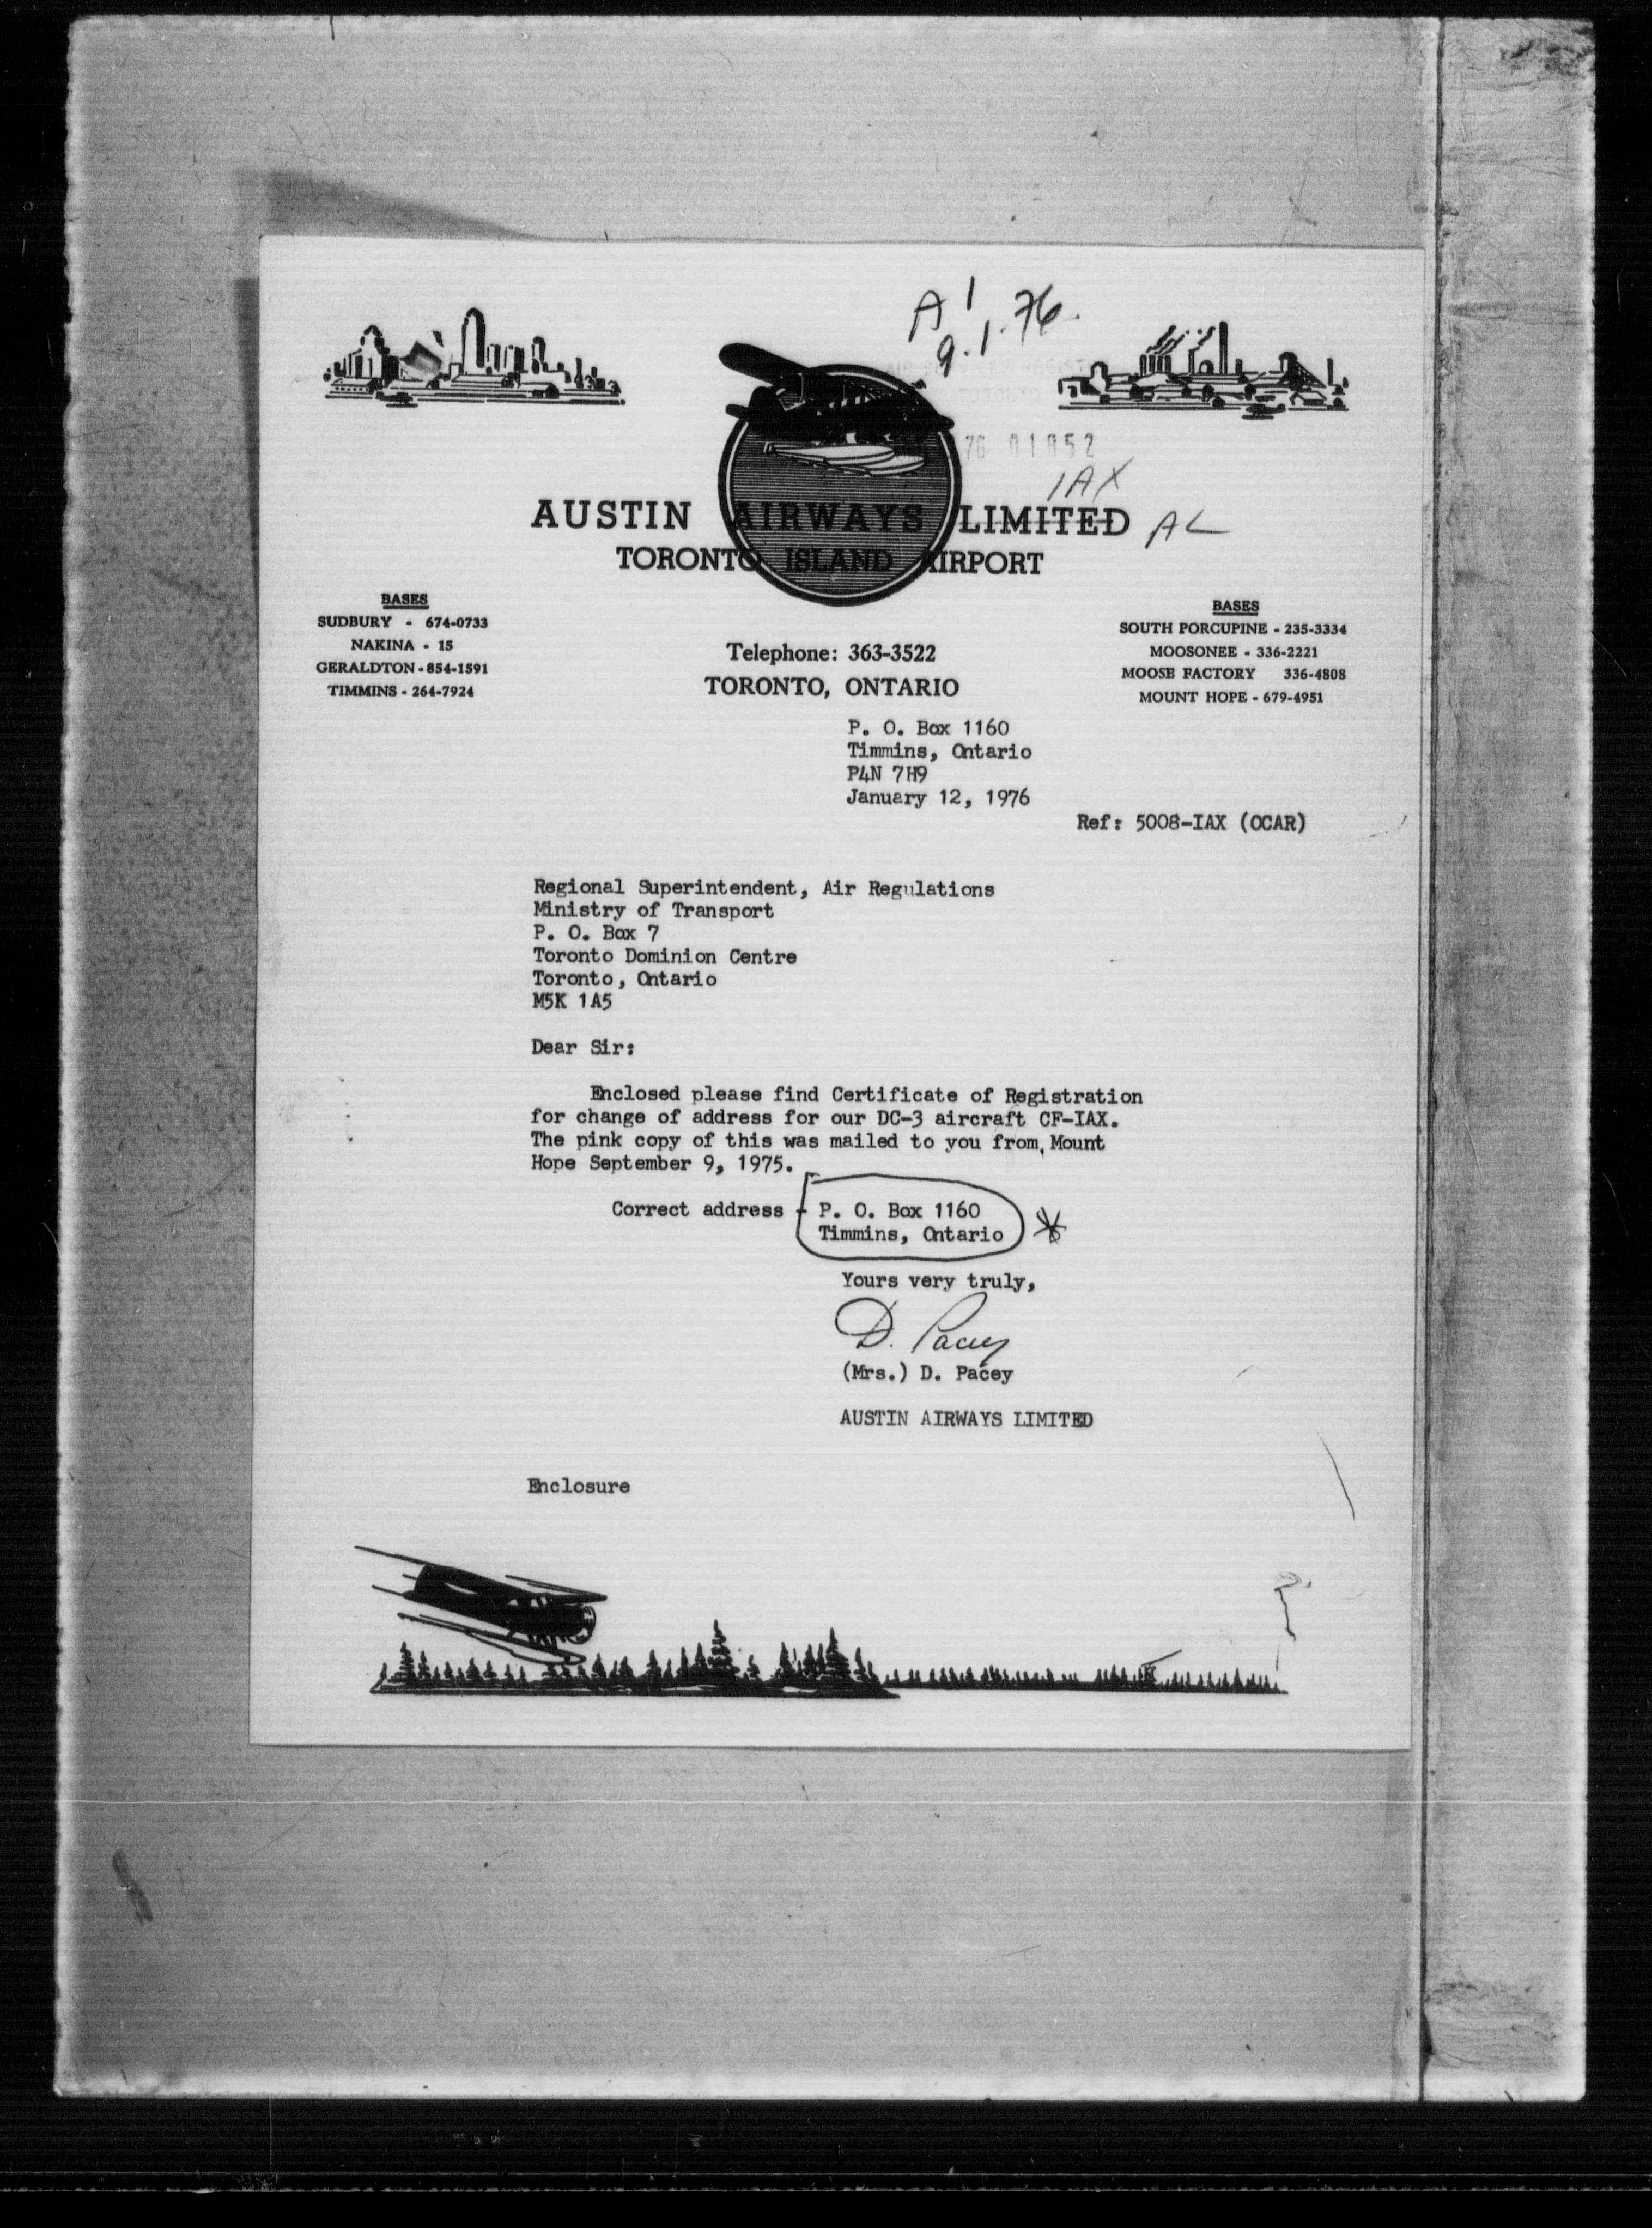 A 1
9.1.76.
76 01852
IAX
AUSTIN AIRWAYS LIMITED AL
TORONTO ISLAND AIRPORT
BASES
SUDBURY - 674-0733
NAKINA - 15
GERALDTON - 854-1591
TIMMINS - 264-7924
Telephone: 363-3522
TORONTO, ONTARIO
BASES
SOUTH PORCUPINE - 235-3334
MOOSONEE - 336-2221
MOOSE FACTORY 336-4808
MOUNT HOPE - 679-4951
P. O. Box 1160
Timmins, Ontario
P4N 7H9
January 12, 1976
Ref: 5008-IAX (OCAR)
Regional Superintendent, Air Regulations
Ministry of Transport
P. O. Box 7
Toronto Dominion Centre
Toronto, Ontario
M5K 1A5
Dear Sir:
Enclosed please find Certificate of Registration
for change of address for our DC-3 aircraft CF-IAX.
The pink copy of this was mailed to you from Mount
Hope September 9, 1975.
Correct address - P. O. Box 1160
Timmins, Ontario
Yours very truly,
D. Pacey
(Mrs.) D. Pacey
AUSTIN AIRWAYS LIMITED
Enclosure